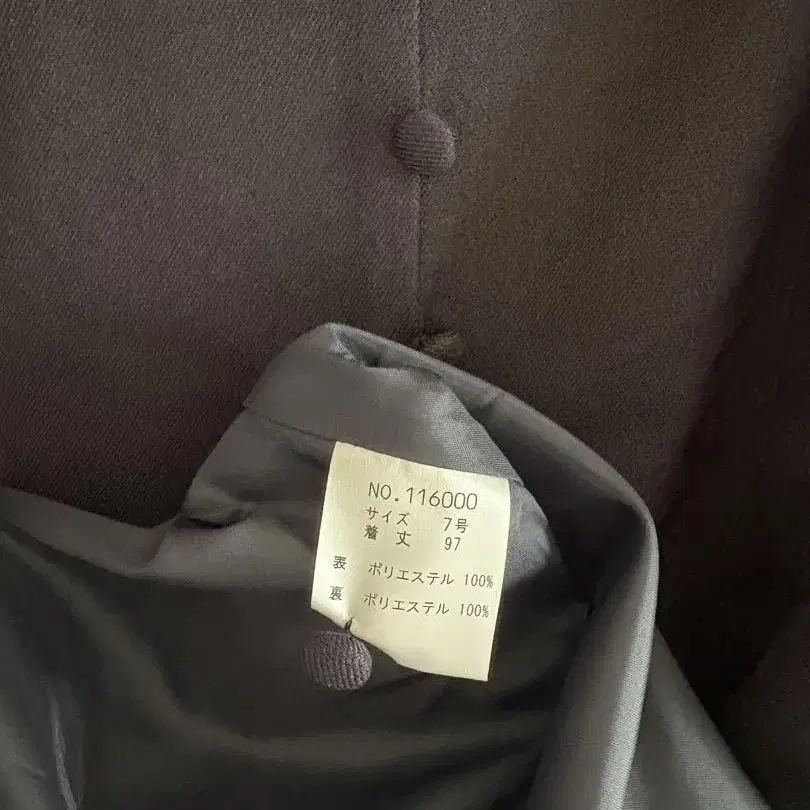 NO.116000
サイズ 7号
着丈 97
表 ポリエステル 100%
裏 ポリエステル 100%